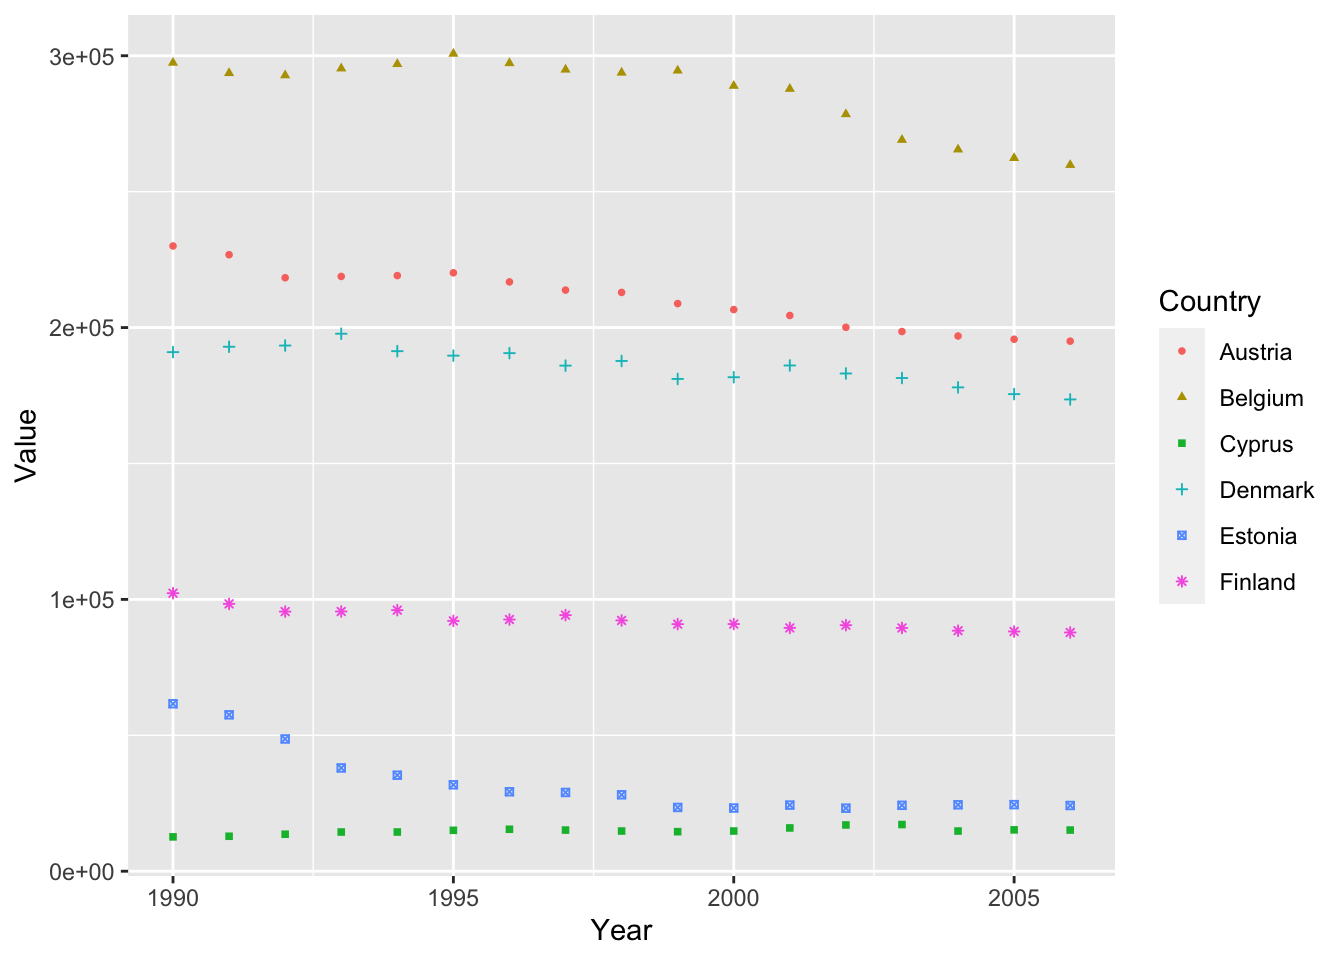 3e+05
2e+05
1e+05
0e+00
Value
1990
1995
2000
2005
Year
Country
Austria
Belgium
Cyprus
Denmark
Estonia
Finland